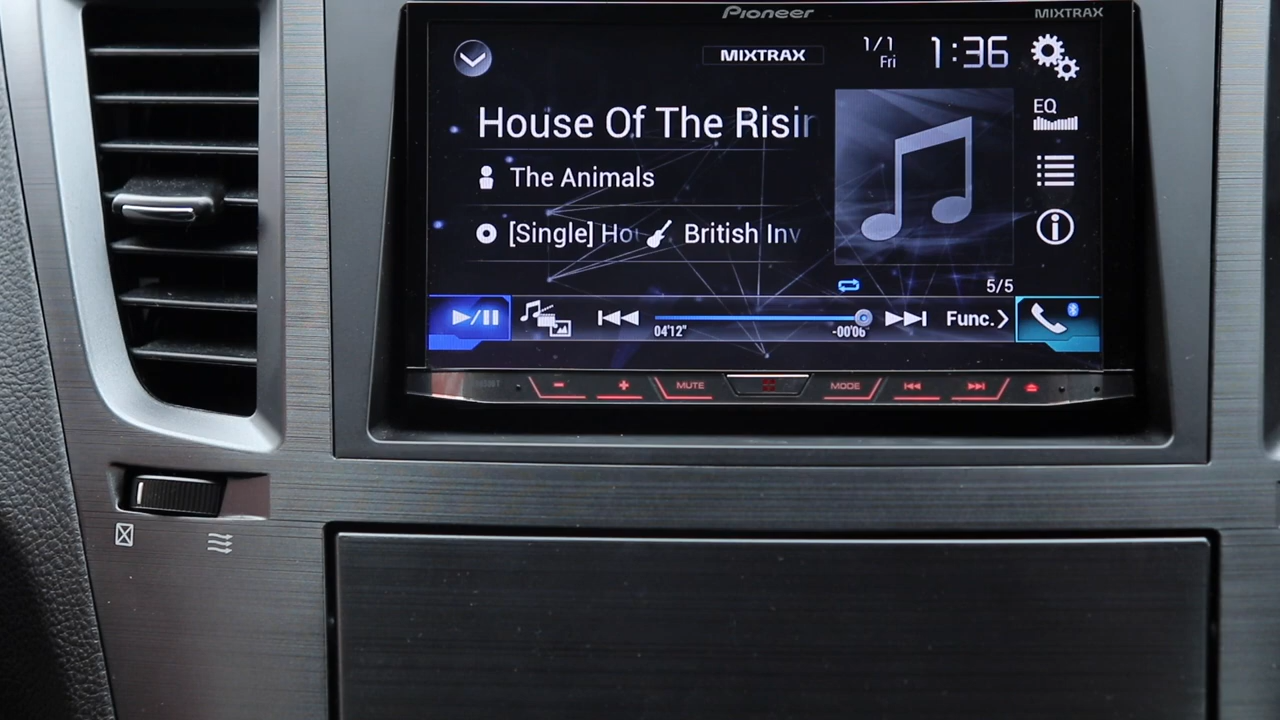 Pioneer
MIXTRAX
MIXTRAX
1/1
Fri
1:36
House Of The Risin
EQ
The Animals
[Single] Ho
British Inv
5/5
04'12"
-00'06"
Func.
MUTE
MODE